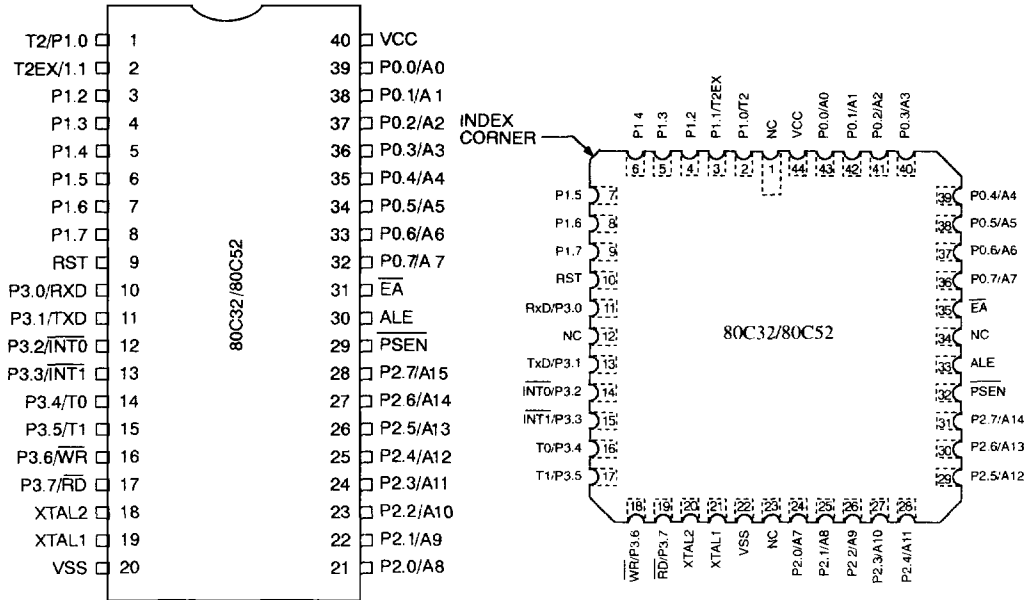 T2/P1.0 1
T2EX/1.1 2
P1.2 3
P1.3 4
P1.4 5
P1.5 6
P1.6 7
P1.7 8
RST 9
P3.0/RXD 10
P3.1/TXD 11
P3.2/INT0 12
P3.3/INT1 13
P3.4/T0 14
P3.5/T1 15
P3.6/WR 16
P3.7/RD 17
XTAL2 18
XTAL1 19
VSS 20
80C32/80C52
40 VCC
39 P0.0/A0
38 P0.1/A1
37 P0.2/A2
36 P0.3/A3
35 P0.4/A4
34 P0.5/A5
33 P0.6/A6
32 P0.7/A 7
31 EA
30 ALE
29 PSEN
28 P2.7/A15
27 P2.6/A14
26 P2.5/A13
25 P2.4/A12
24 P2.3/A11
23 P2.2/A10
22 P2.1/A9
21 P2.0/A8
INDEX
CORNER
P1.4
P1.3
P1.2
P1.1/T2EX
P1.0/T2
NC
VCC
P0.0/A0
P0.1/A1
P0.2/A2
P0.3/A3
6 5 4 3 2 1 44 43 42 41 40
P1.5 7
P1.6 8
P1.7 9
RST 10
RxD/P3.0 11
NC 12
TxD/P3.1 13
INT0/P3.2 14
INT1/P3.3 15
T0/P3.4 16
T1/P3.5 17
80C32/80C52
39 P0.4/A4
38 P0.5/A5
37 P0.6/A6
36 P0.7/A7
35 EA
34 NC
33 ALE
32 PSEN
31 P2.7/A14
30 P2.6/A13
29 P2.5/A12
18 19 20 21 22 23 24 25 26 27 28
WR/P3.6
RD/P3.7
XTAL2
XTAL1
VSS
NC
P2.0/A7
P2.1/A8
P2.2/A9
P2.3/A10
P2.4/A11